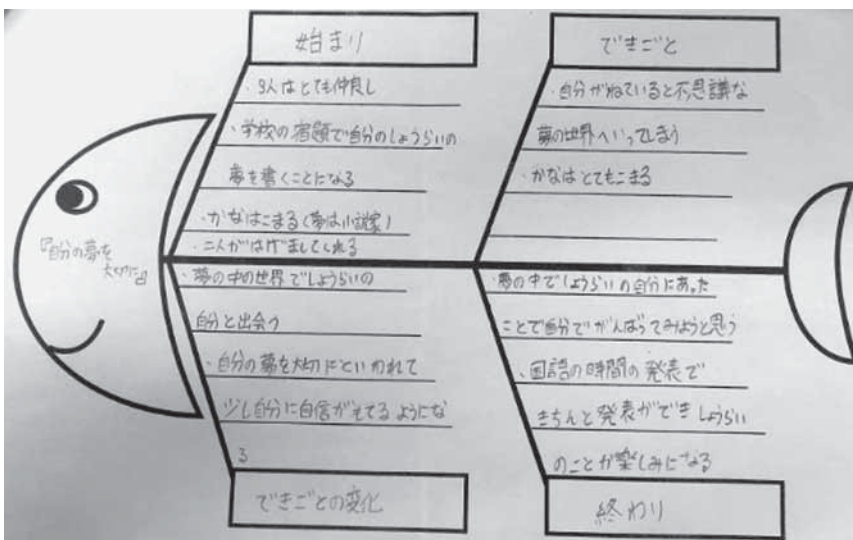 『自分の夢を
大切に』
始まり
・3人はとても仲良し
・学校の宿題で自分のしょうらいの
夢を書くことになる
・かなはこまる(夢は小説家)
・二人がはげましてくれる
できごと
・自分がねていると不思議な
夢の世界へいってしまう
・かなはとてもこまる
・夢の中の世界でしょうらいの
自分と出会う
・自分の夢を大切にといわれて
少し自分に自信がもてるようにな
る
できごとの変化
・夢の中でしょうらいの自分にあった
ことで自分でがんばってみようと思う
・国語の時間の発表で
きちんと発表ができしょうらい
のことが楽しみになる
終わり